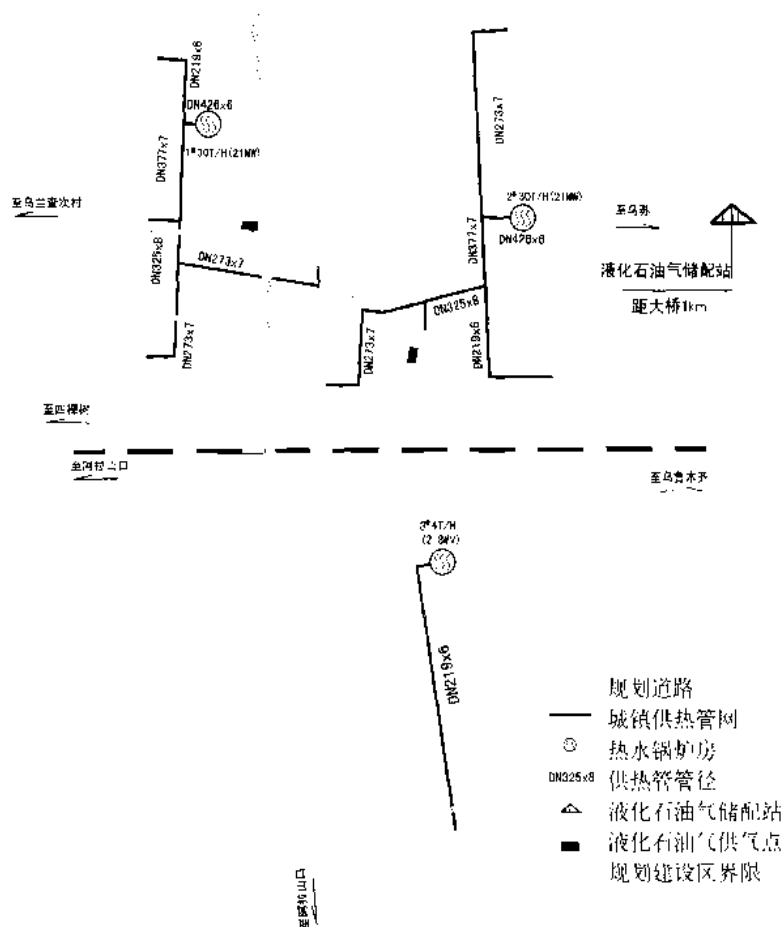 DN219x6
DN426x6
1#30T/H(21MW)
DN377x7
DN273x7
2#30T/H(21MW)
DN426x6
DN377x7
至乌兰查次村
至乌苏
液化石油气储配站
距大桥1km
DN325x8
DN273x7
DN273x7
DN325x8
DN273x7
DN219x6
至四棵树
至阿拉山口
至乌鲁木齐
3#4T/H
(2.8MW)
DN219x6
规划道路
城镇供热管网
热水锅炉房
DN325x8 供热管管径
液化石油气储配站
液化石油气供气点
规划建设区界限